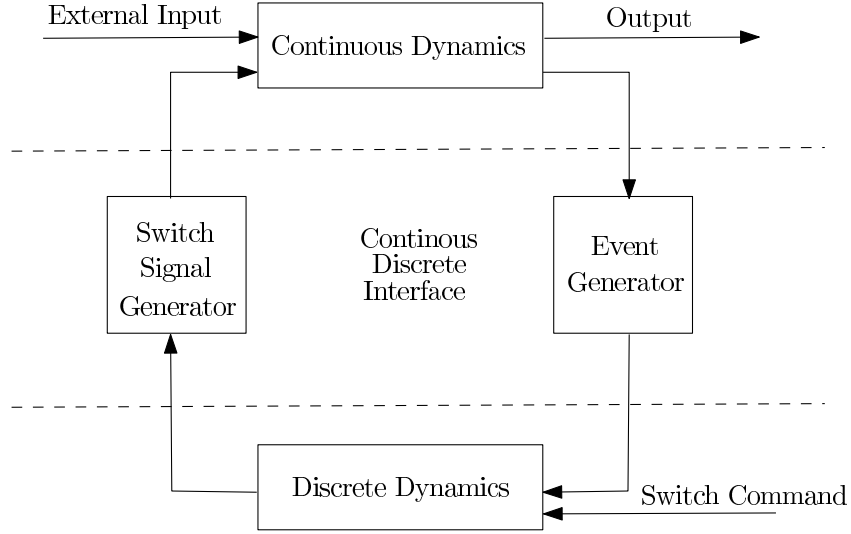 External Input
Output
Continuous Dynamics
Switch
Signal
Generator
Continous
Discrete
Interface
Event
Generator
Discrete Dynamics
Switch Command